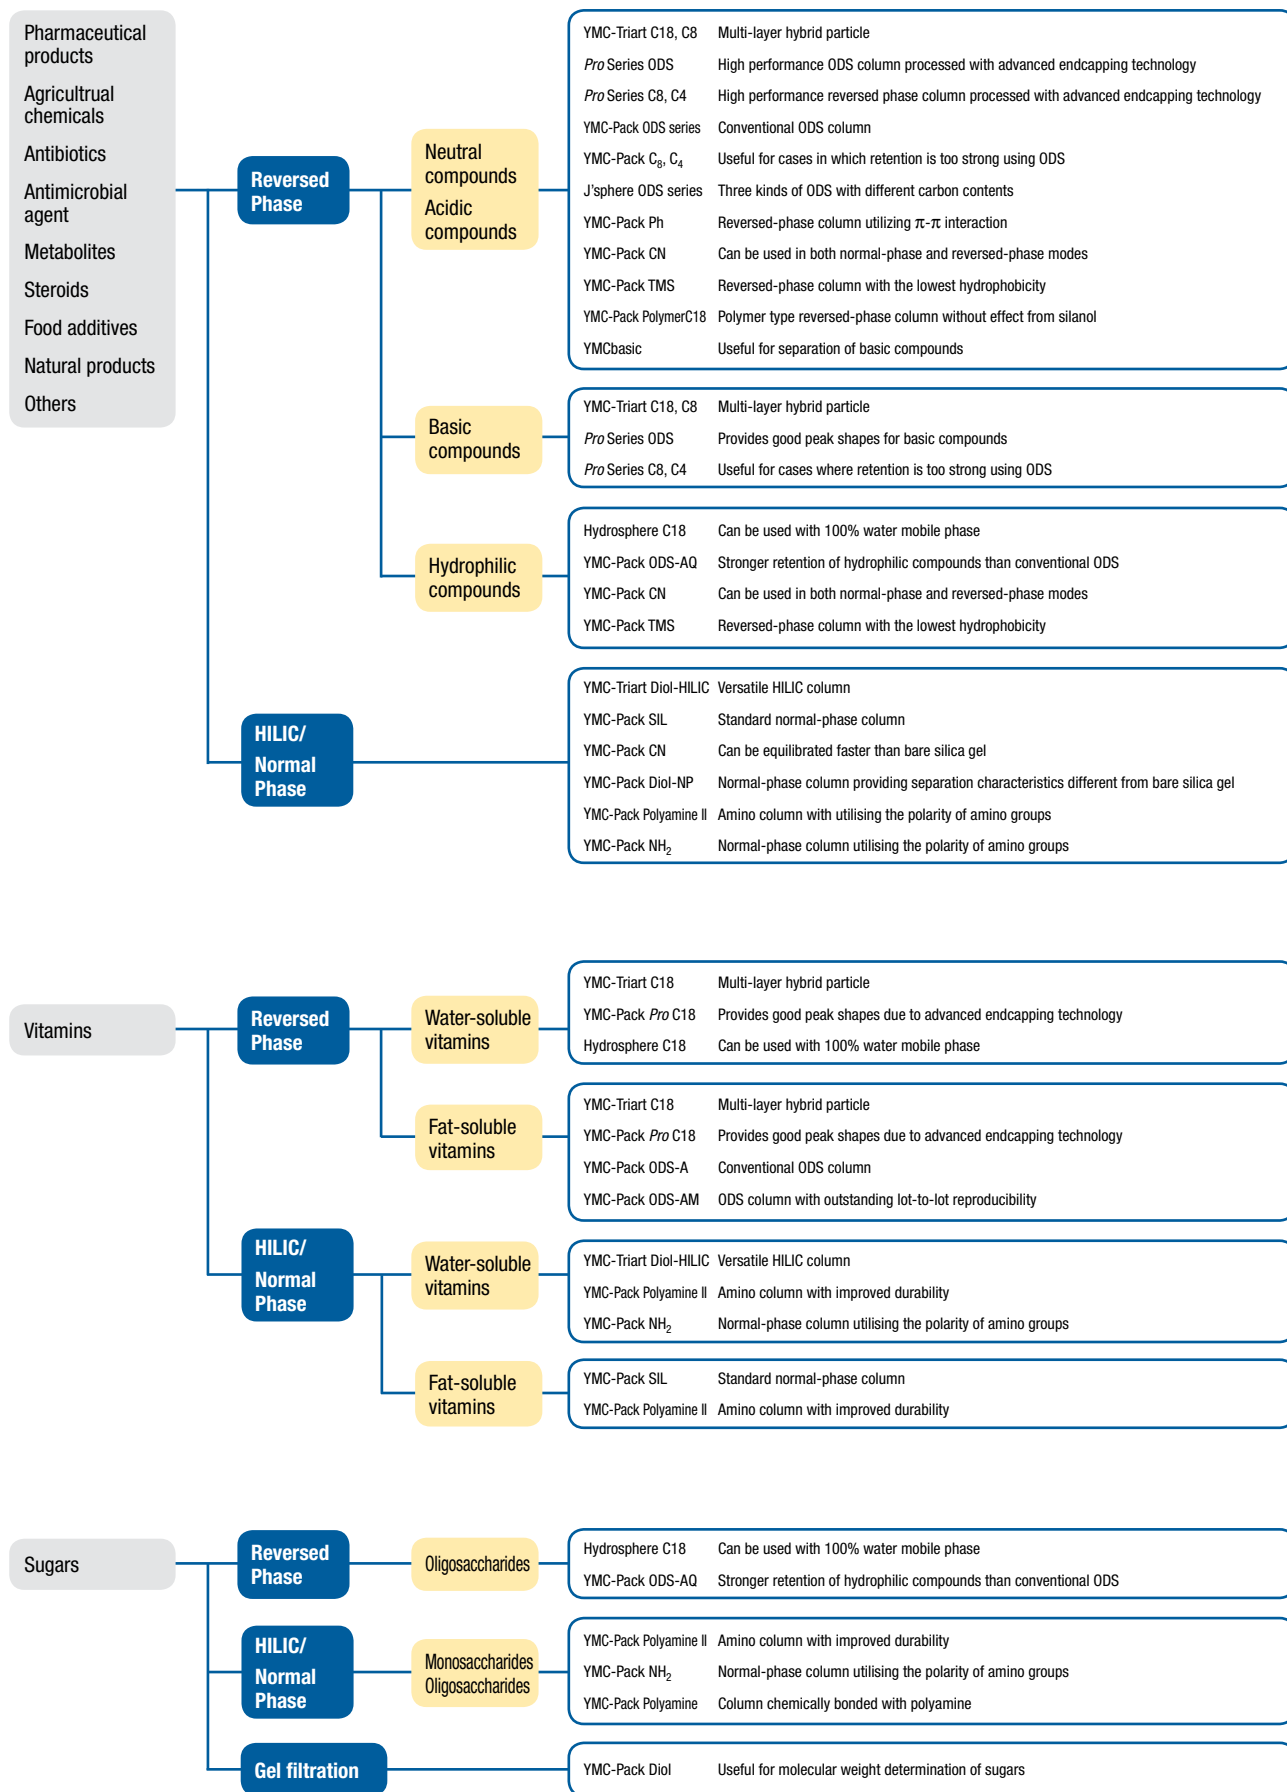 Pharmaceutical
products
Agricultrual
chemicals
Antibiotics
Antimicrobial
agent
Metabolites
Steroids
Food additives
Natural products
Others
Reversed
Phase
Neutral
compounds
Acidic
compounds
YMC-Triart C18, C8 Multi-layer hybrid particle
Pro Series ODS High performance ODS column processed with advanced endcapping technology
Pro Series C8, C4 High performance reversed phase column processed with advanced endcapping technology
YMC-Pack ODS series Conventional ODS column
YMC-Pack C8, C4 Useful for cases in which retention is too strong using ODS
J'sphere ODS series Three kinds of ODS with different carbon contents
YMC-Pack Ph Reversed-phase column utilizing π-π interaction
YMC-Pack CN Can be used in both normal-phase and reversed-phase modes
YMC-Pack TMS Reversed-phase column with the lowest hydrophobicity
YMC-Pack PolymerC18 Polymer type reversed-phase column without effect from silanol
YMCbasic Useful for separation of basic compounds
Basic
compounds
YMC-Triart C18, C8 Multi-layer hybrid particle
Pro Series ODS Provides good peak shapes for basic compounds
Pro Series C8, C4 Useful for cases where retention is too strong using ODS
Hydrophilic
compounds
Hydrosphere C18 Can be used with 100% water mobile phase
YMC-Pack ODS-AQ Stronger retention of hydrophilic compounds than conventional ODS
YMC-Pack CN Can be used in both normal-phase and reversed-phase modes
YMC-Pack TMS Reversed-phase column with the lowest hydrophobicity
HILIC/
Normal
Phase
YMC-Triart Diol-HILIC Versatile HILIC column
YMC-Pack SIL Standard normal-phase column
YMC-Pack CN Can be equilibrated faster than bare silica gel
YMC-Pack Diol-NP Normal-phase column providing separation characteristics different from bare silica gel
YMC-Pack Polyamine II Amino column with utilising the polarity of amino groups
YMC-Pack NH2 Normal-phase column utilising the polarity of amino groups
Vitamins
Reversed
Phase
Water-soluble
vitamins
YMC-Triart C18 Multi-layer hybrid particle
YMC-Pack Pro C18 Provides good peak shapes due to advanced endcapping technology
Hydrosphere C18 Can be used with 100% water mobile phase
Fat-soluble
vitamins
YMC-Triart C18 Multi-layer hybrid particle
YMC-Pack Pro C18 Provides good peak shapes due to advanced endcapping technology
YMC-Pack ODS-A Conventional ODS column
YMC-Pack ODS-AM ODS column with outstanding lot-to-lot reproducibility
HILIC/
Normal
Phase
Water-soluble
vitamins
YMC-Triart Diol-HILIC Versatile HILIC column
YMC-Pack Polyamine II Amino column with improved durability
YMC-Pack NH2 Normal-phase column utilising the polarity of amino groups
Fat-soluble
vitamins
YMC-Pack SIL Standard normal-phase column
YMC-Pack Polyamine II Amino column with improved durability
Sugars
Reversed
Phase
Oligosaccharides
Hydrosphere C18 Can be used with 100% water mobile phase
YMC-Pack ODS-AQ Stronger retention of hydrophilic compounds than conventional ODS
HILIC/
Normal
Phase
Monosaccharides
Oligosaccharides
YMC-Pack Polyamine II Amino column with improved durability
YMC-Pack NH2 Normal-phase column utilising the polarity of amino groups
YMC-Pack Polyamine Column chemically bonded with polyamine
Gel filtration
YMC-Pack Diol Useful for molecular weight determination of sugars